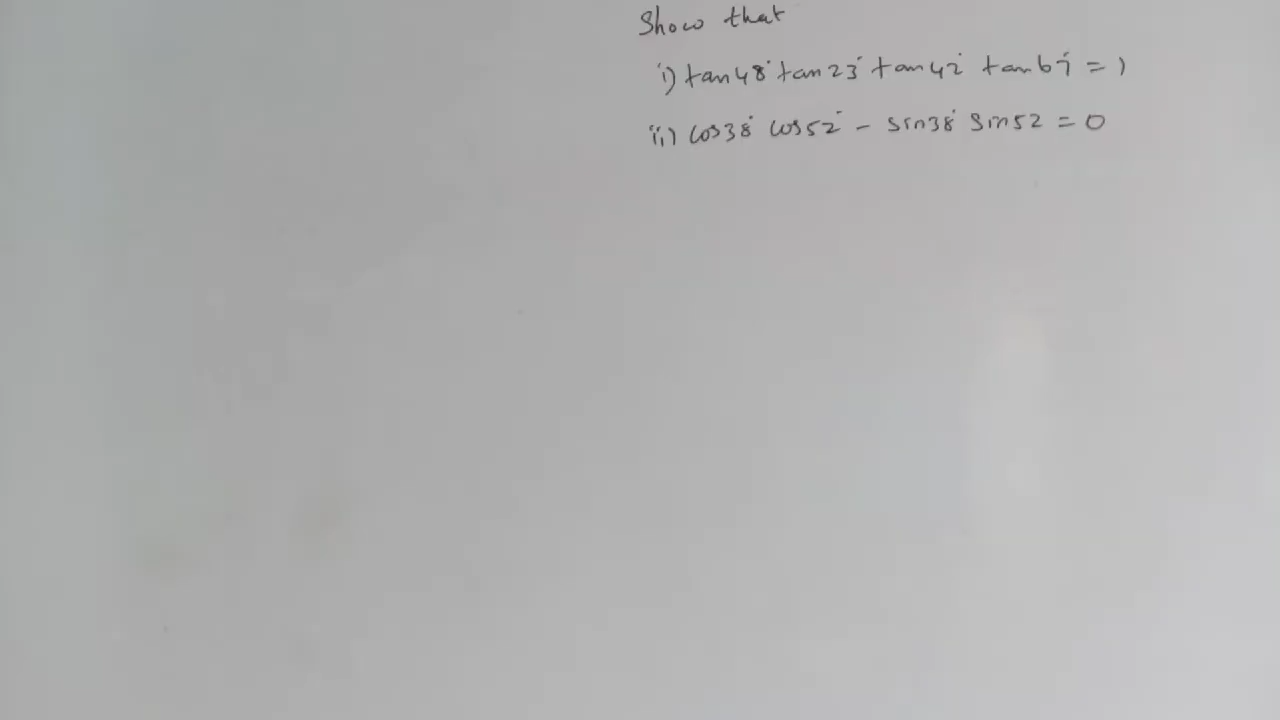 Show that
i) tan48° tan23° tan42° tan67° = 1
ii) cos38° cos52° - sin38° sin52 = 0